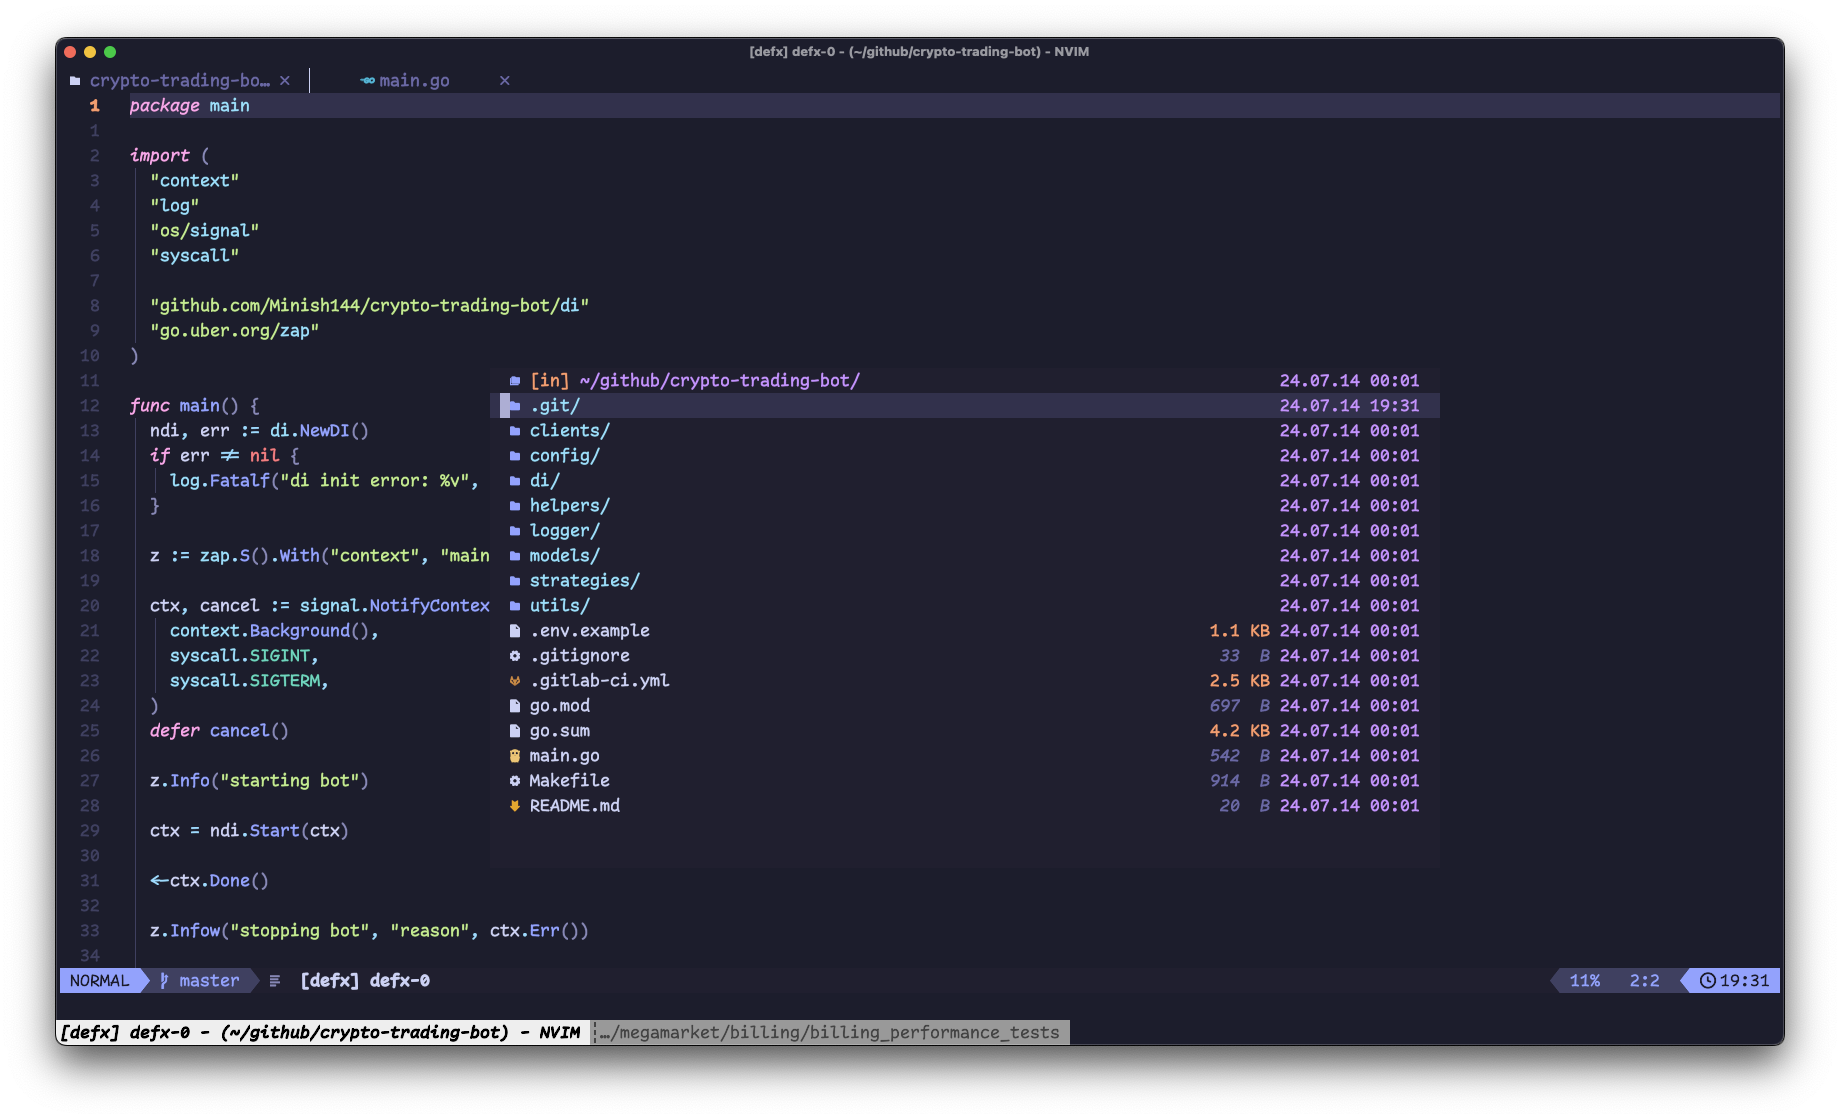 [defx] defx-0 - (~/github/crypto-trading-bot) - NVIM
crypto-trading-bo… × main.go ×
1 package main
1
2 import (
3 "context"
4 "log"
5 "os/signal"
6 "syscall"
7
8 "github.com/Minish144/crypto-trading-bot/di"
9 "go.uber.org/zap"
10 )
11
12 func main() {
13 ndi, err := di.NewDI()
14 if err ≠ nil {
15 log.Fatalf("di init error: %v",
16 }
17
18 z := zap.S().With("context", "main
19
20 ctx, cancel := signal.NotifyContex
21 context.Background(),
22 syscall.SIGINT,
23 syscall.SIGTERM,
24 )
25 defer cancel()
26
27 z.Info("starting bot")
28
29 ctx = ndi.Start(ctx)
30
31 ←ctx.Done()
32
33 z.Infow("stopping bot", "reason", ctx.Err())
34
[in] ~/github/crypto-trading-bot/ 24.07.14 00:01
.git/ 24.07.14 19:31
clients/ 24.07.14 00:01
config/ 24.07.14 00:01
di/ 24.07.14 00:01
helpers/ 24.07.14 00:01
logger/ 24.07.14 00:01
models/ 24.07.14 00:01
strategies/ 24.07.14 00:01
utils/ 24.07.14 00:01
.env.example 1.1 KB 24.07.14 00:01
.gitignore 33 B 24.07.14 00:01
.gitlab-ci.yml 2.5 KB 24.07.14 00:01
go.mod 697 B 24.07.14 00:01
go.sum 4.2 KB 24.07.14 00:01
main.go 542 B 24.07.14 00:01
Makefile 914 B 24.07.14 00:01
README.md 20 B 24.07.14 00:01
NORMAL master [defx] defx-0 11% 2:2 19:31
[defx] defx-0 - (~/github/crypto-trading-bot) - NVIM …/megamarket/billing/billing_performance_tests